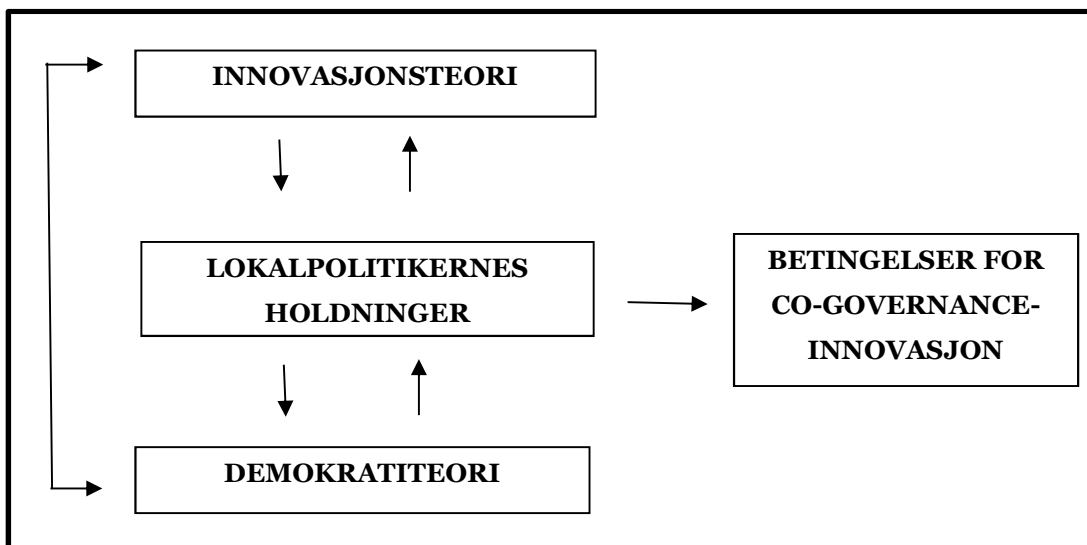 INNOVASJONSTEORI
LOKALPOLITIKERNES
HOLDNINGER
BETINGELSER FOR
CO-GOVERNANCE-
INNOVASJON
DEMOKRATITEORI